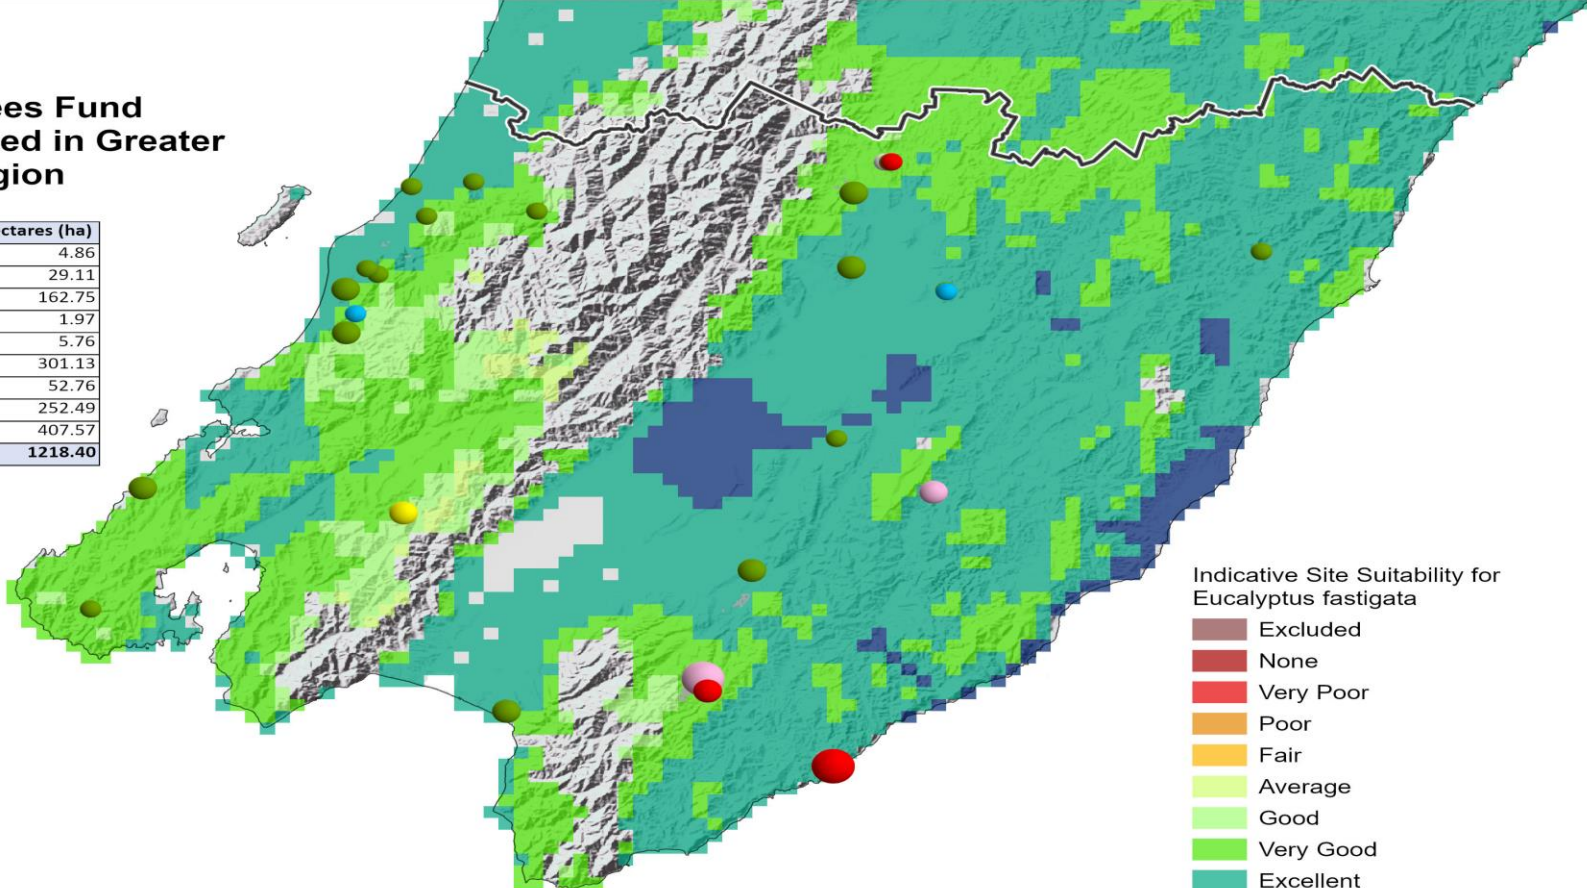 ees Fund
ed in Greater
gion
ctares (ha)
4.86
29.11
162.75
1.97
5.76
301.13
52.76
252.49
407.57
1218.40
Indicative Site Suitability for
Eucalyptus fastigata
Excluded
None
Very Poor
Poor
Fair
Average
Good
Very Good
Excellent